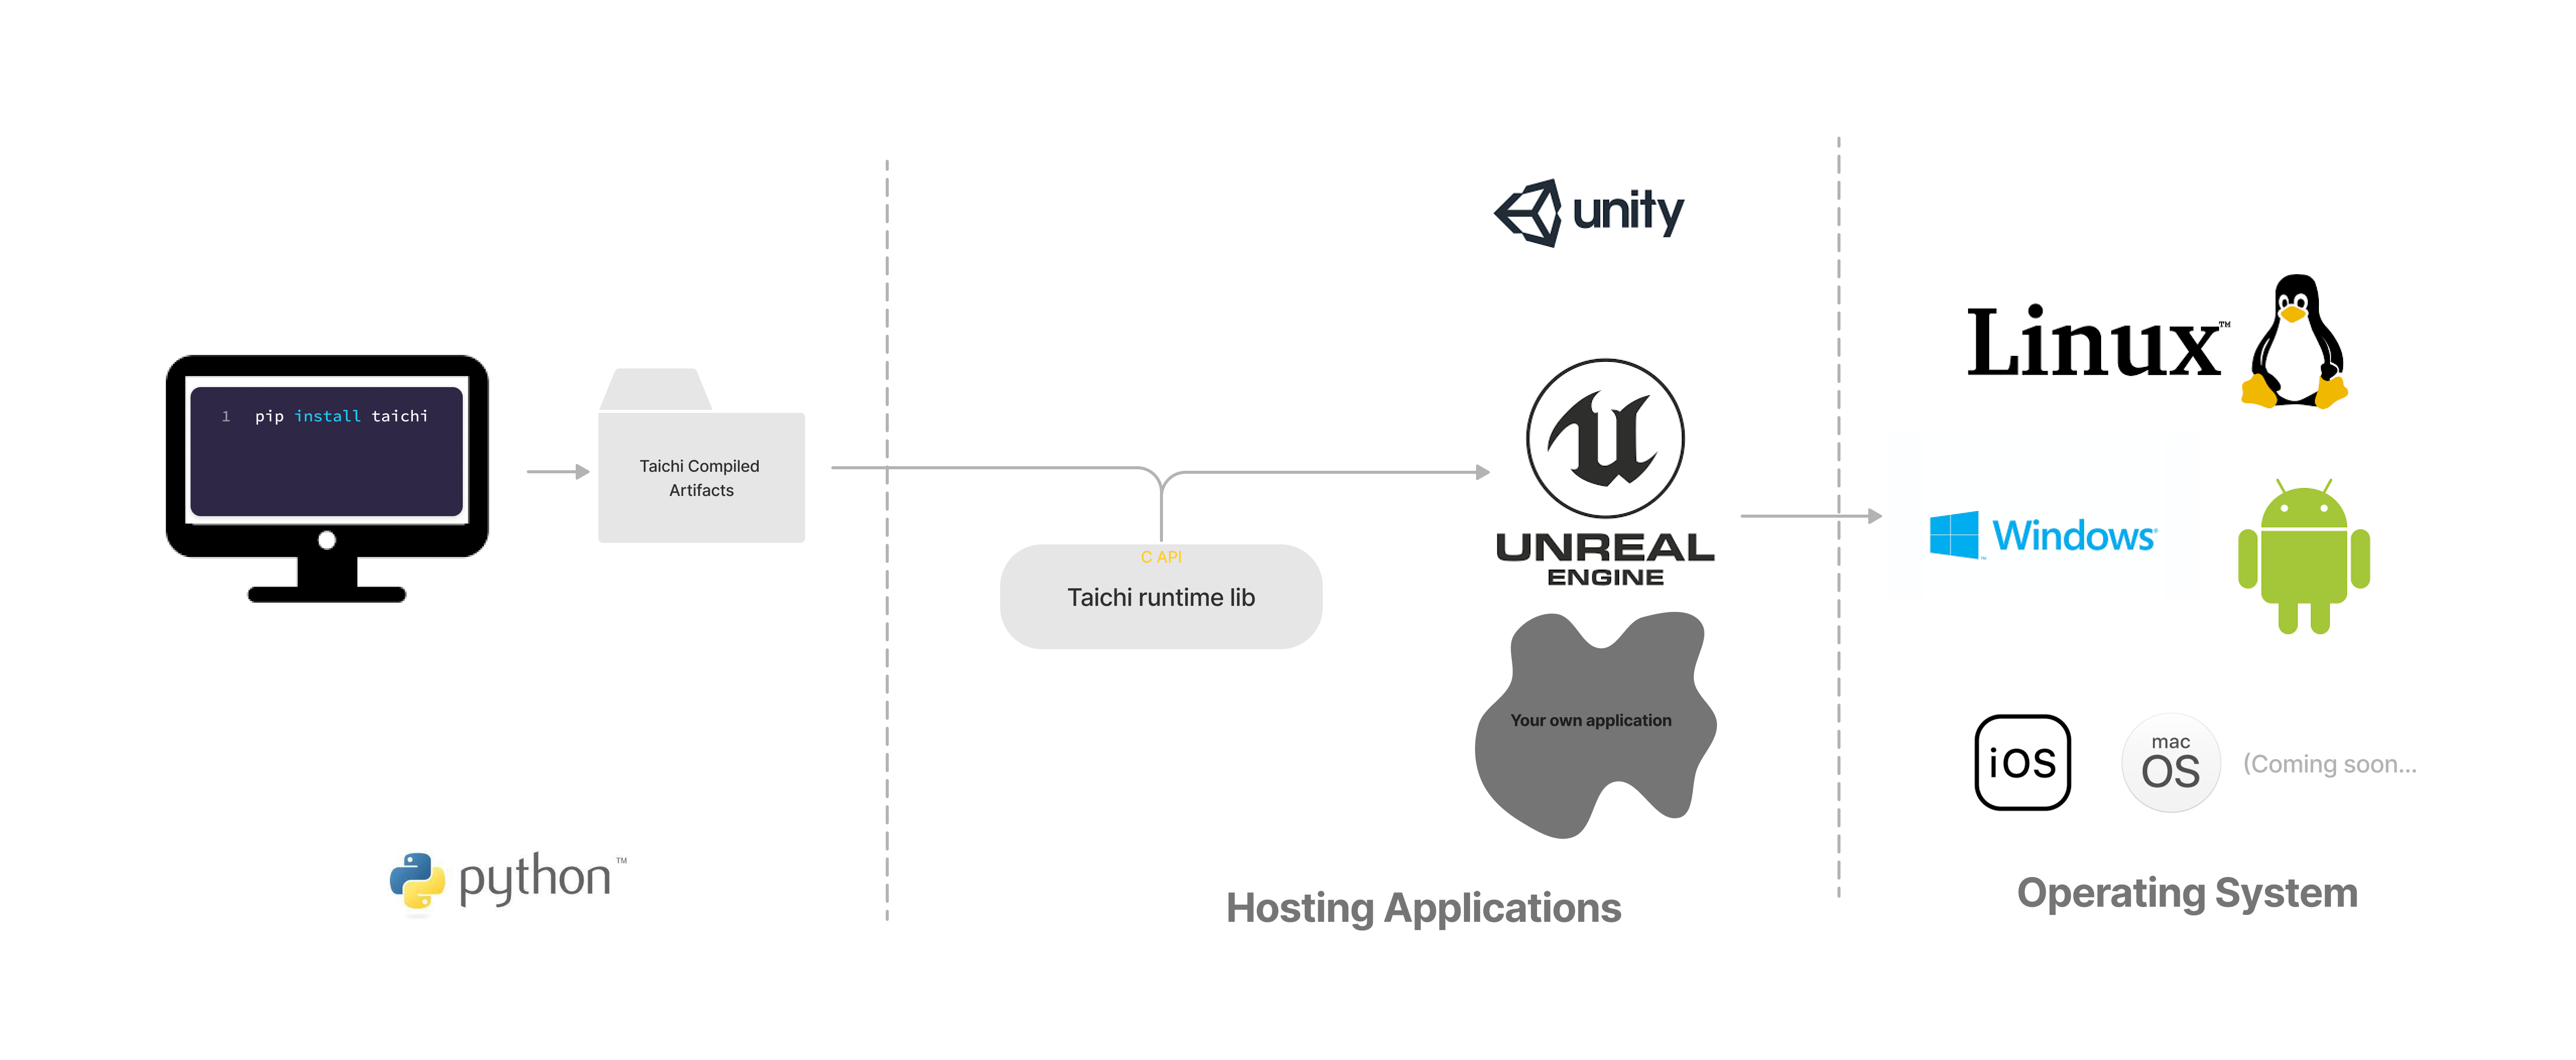 1 pip install taichi
Taichi Compiled
Artifacts
python™
C API
Taichi runtime lib
unity
UNREAL
ENGINE
Your own application
Hosting Applications
Linux™
Windows
iOS
mac
OS
(Coming soon...
Operating System